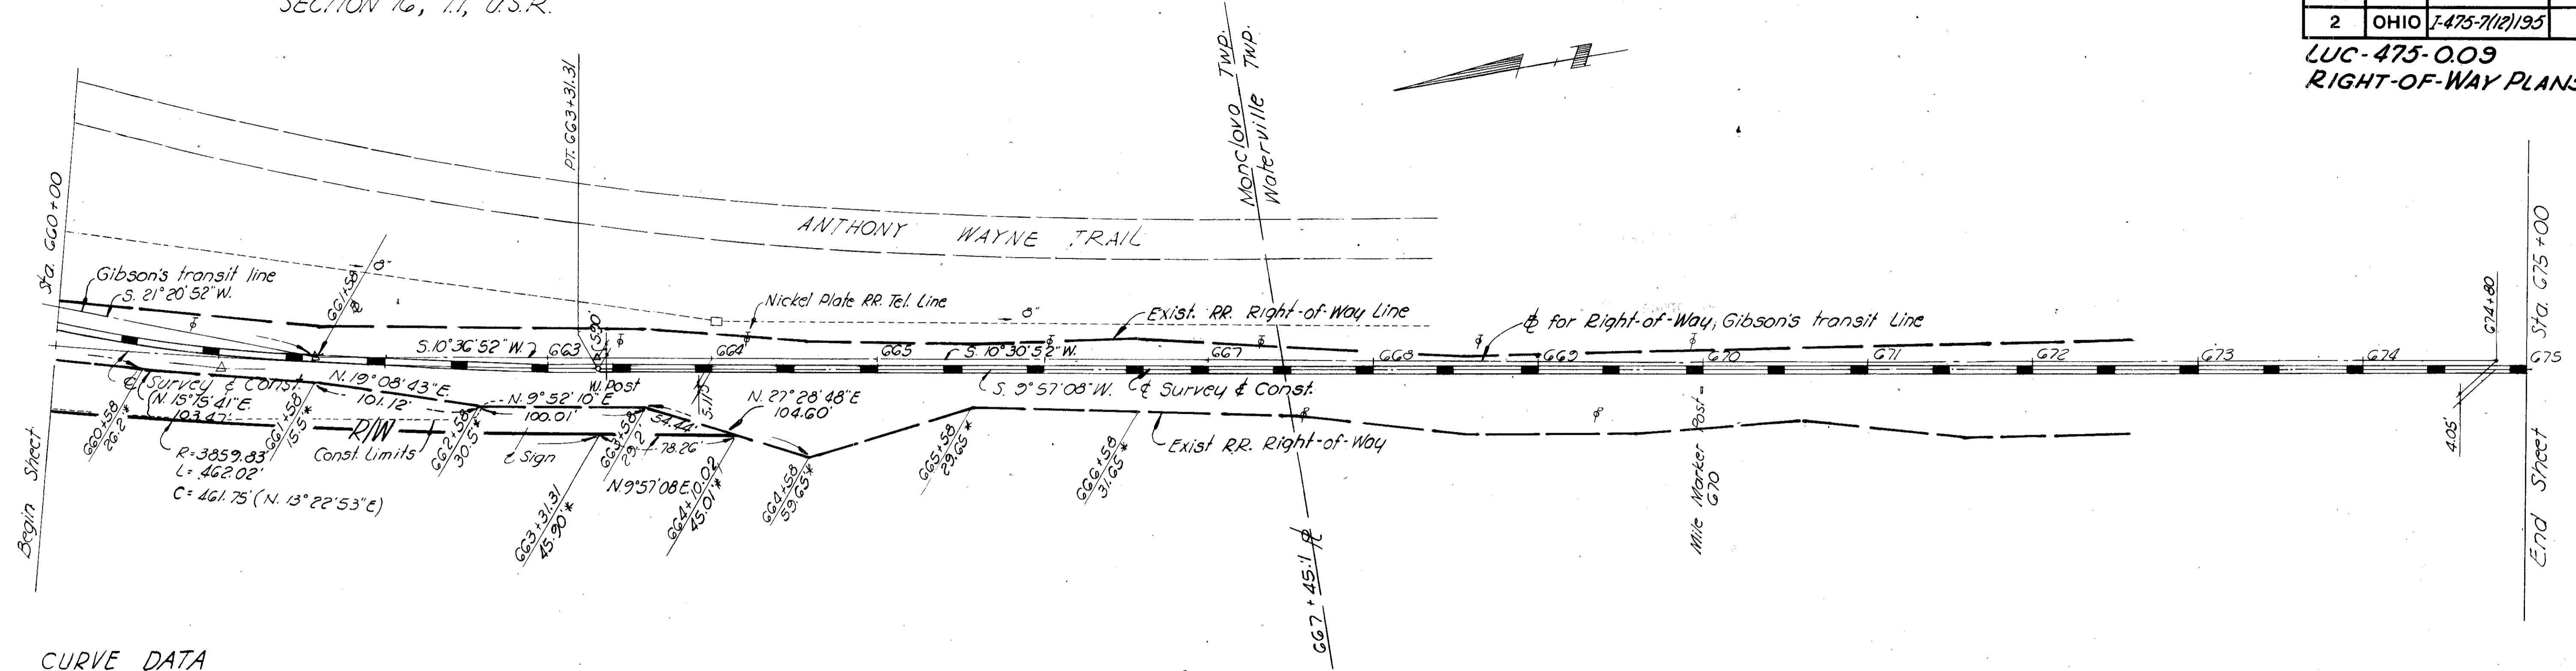 SECTION 16, T.1, U.S.R.
2 OHIO I-475-7(12)195
LUC-475-0.09
RIGHT-OF-WAY PLANS
Sta. 660+00
Begin Sheet
PT. 663+31.31
Monclova Twp.
Waterville Twp.
ANTHONY WAYNE TRAIL
Gibson's transit line
S. 21° 20' 52" W.
661+58
8"
Nickel Plate RR. Tel. Line
8"
Exist. RR. Right-of-Way Line
℄ for Right-of-Way, Gibson's transit Line
674+80
Sta. 675+00
End Sheet
S. 10° 36' 52" W.
663
664
665
S. 10° 30' 52" W.
667
668
669
670
671
672
673
674
675
℄ Survey & Const.
N. 15° 15' 41" E.
103.47'
N. 19° 08' 43" E.
101.12'
N. 9° 52' 10" E
100.01'
W. Post
5.90'
5.11'
N. 27° 28' 48" E
104.60'
S. 9° 57' 08" W.
℄ Survey & Const.
54.44'
78.26'
N. 9° 57' 08" E.
R/W
Const. Limits
Sign
Exist R.R. Right-of-Way
660+58
26.2*
661+58
15.5*
662+58
30.5*
663+58
29.2
663+31.31
45.90'*
664+10.02
45.01'*
664+58
59.65*
665+58
29.65*
666+58
31.65*
R=3859.83'
L= 462.02'
C= 461.75' (N. 13° 22' 53" E)
667+45.1 ℄
Mile Marker Post=
670
4.05'
CURVE DATA